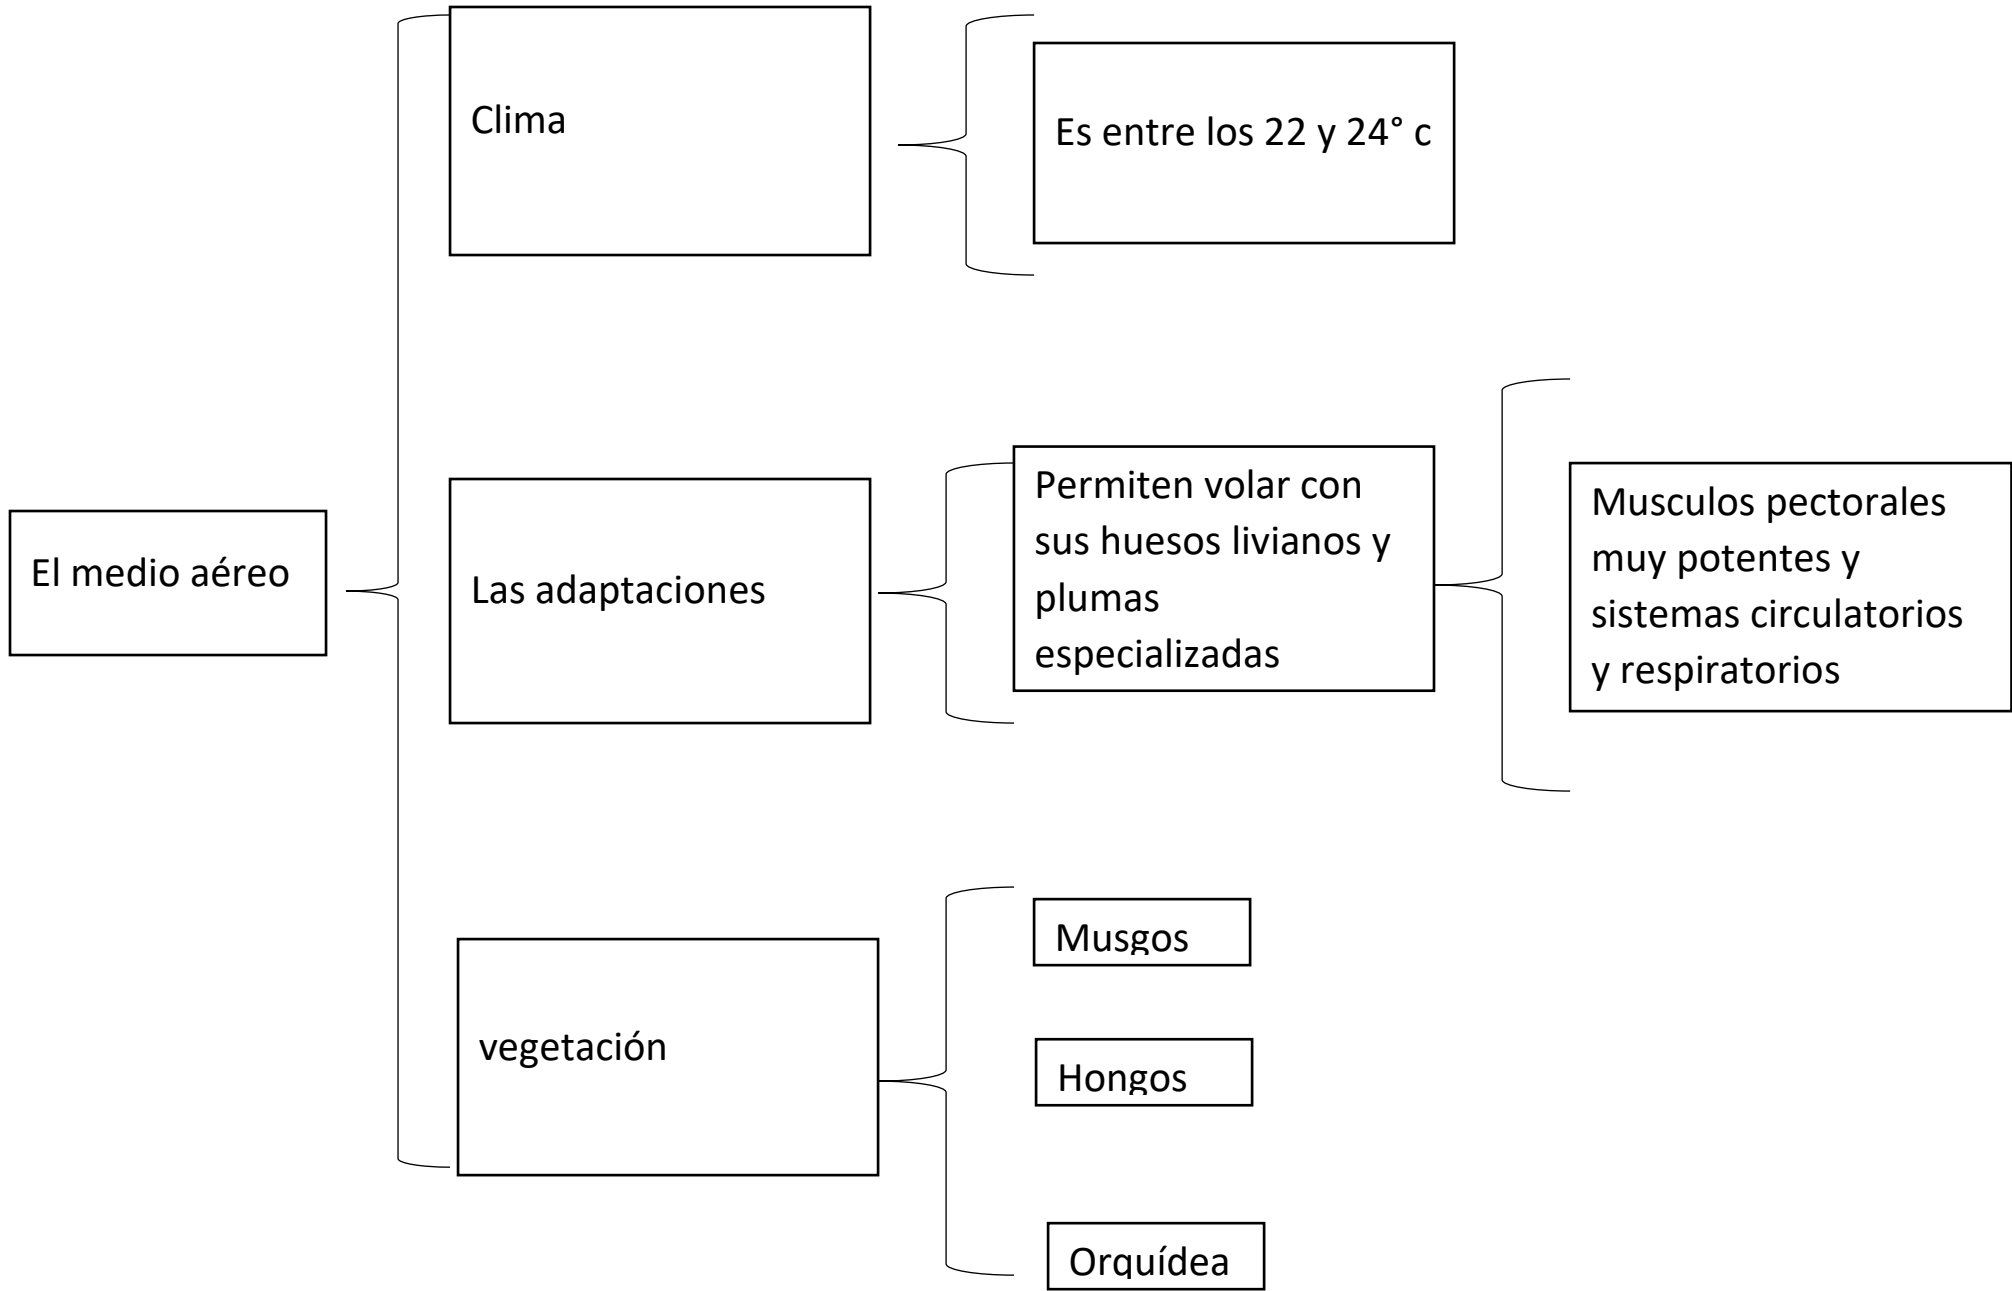 El medio aéreo
Clima
Es entre los 22 y 24° c
Las adaptaciones
Permiten volar con
sus huesos livianos y
plumas
especializadas
Musculos pectorales
muy potentes y
sistemas circulatorios
y respiratorios
vegetación
Musgos
Hongos
Orquídea